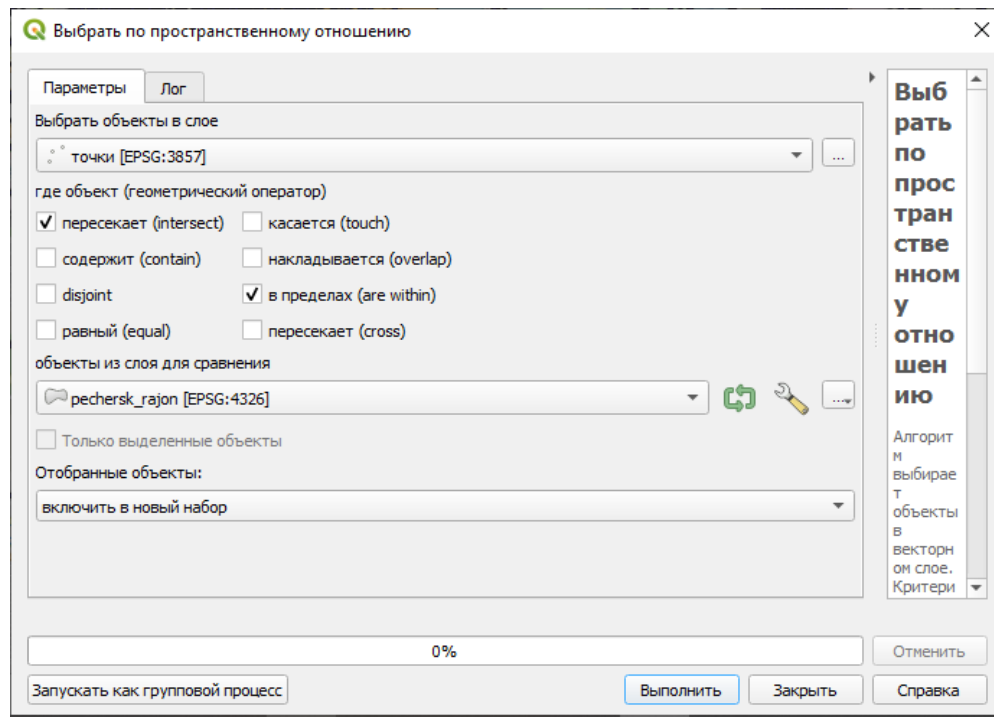 Выбрать по пространственному отношению
Параметры
Лог
Выбрать объекты в слое
точки [EPSG:3857]
...
где объект (геометрический оператор)
пересекает (intersect)
касается (touch)
содержит (contain)
накладывается (overlap)
disjoint
в пределах (are within)
равный (equal)
пересекает (cross)
объекты из слоя для сравнения
pechersk_rajon [EPSG:4326]
...
Только выделенные объекты
Отобранные объекты:
включить в новый набор
Выб
рать
по
прос
тран
стве
нном
у
отно
шен
ию
Алгорит
м
выбирае
т
объекты
в
векторн
ом слое.
Критери
0%
Отменить
Запускать как групповой процесс
Выполнить
Закрыть
Справка